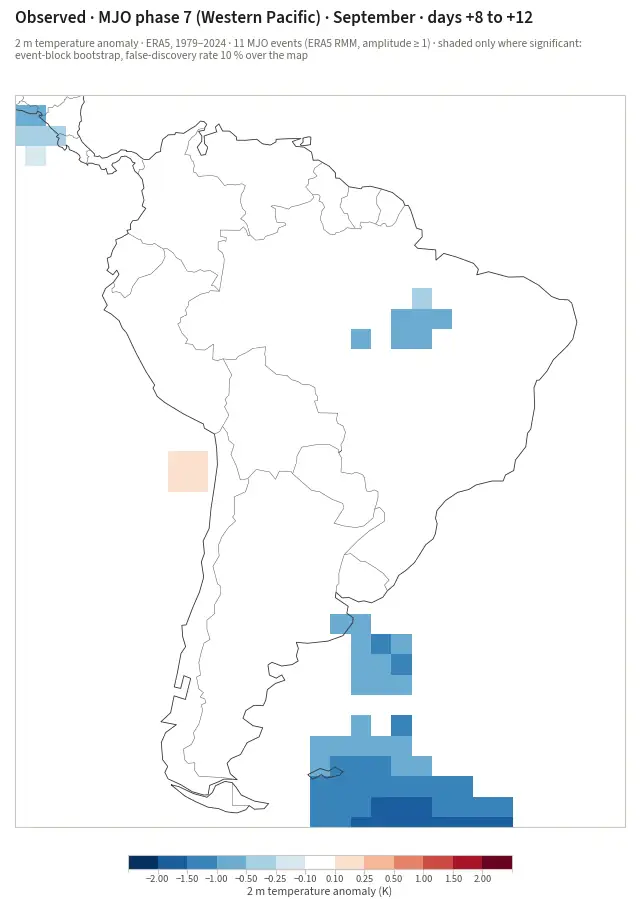 Observed · MJO phase 7 (Western Pacific) · September · days +8 to +12
2 m temperature anomaly · ERA5, 1979–2024 · 11 MJO events (ERA5 RMM, amplitude ≥ 1) · shaded only where significant:
event-block bootstrap, false-discovery rate 10 % over the map
−2.00 −1.50 −1.00 −0.50 −0.25 −0.10 0.10 0.25 0.50 1.00 1.50 2.00
2 m temperature anomaly (K)